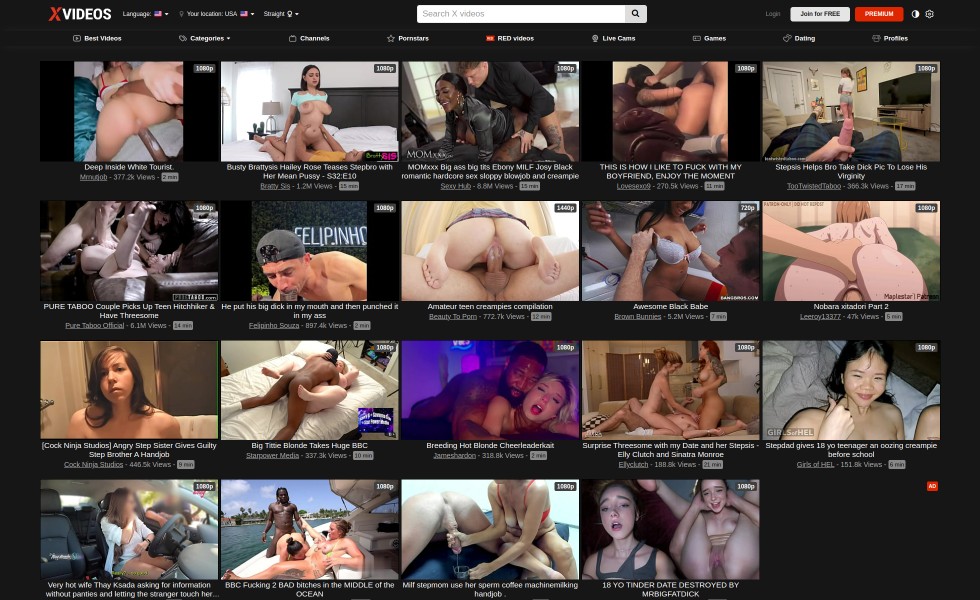 XVIDEOS
Language:
Your location: USA
Straight
Search X videos
Login
Join for FREE
PREMIUM
Best Videos
Categories
Channels
Pornstars
RED videos
Live Cams
Games
Dating
Profiles
1080p
Deep Inside White Tourist.
Mrnutjob - 377.2k Views - 2 min
1080p
Bratty SIS
Busty Brattysis Hailey Rose Teases Stepbro with
Her Mean Pussy - S32:E10
Bratty Sis - 1.2M Views - 15 min
1080p
MOMxxx
MOMxxx Big ass big tits Ebony MILF Josy Black
romantic hardcore sex sloppy blowjob and creampie
Sexy Hub - 8.8M Views - 15 min
1080p
THIS IS HOW I LIKE TO FUCK WITH MY
BOYFRIEND, ENJOY THE MOMENT
Lovesexo9 - 270.5k Views - 11 min
1080p
Stepsis Helps Bro Take Dick Pic To Lose His
Virginity
TooTwistedTaboo - 366.3k Views - 17 min
1080p
PURETABOO.com
PURE TABOO Couple Picks Up Teen Hitchhiker &
Have Threesome
Pure Taboo Official - 6.1M Views - 14 min
1080p
FELIPINHO
He put his big dick in my mouth and then punched it
in my ass
Felipinho Souza - 897.4k Views - 2 min
1440p
Amateur teen creampies compilation
Beauty To Porn - 772.7k Views - 12 min
720p
BANGBROS.COM
Awesome Black Babe
Brown Bunnies - 5.2M Views - 7 min
1080p
Maplestar | Patreon
Nobara xitadori Part 2
Leeroy13377 - 47k Views - 5 min
[Cock Ninja Studios] Angry Step Sister Gives Guilty
Step Brother A Handjob
Cock Ninja Studios - 446.5k Views - 9 min
1080p
Big Tittie Blonde Takes Huge BBC
Starpower Media - 337.3k Views - 10 min
1080p
Breeding Hot Blonde Cheerleaderkait
Jameshardon - 318.8k Views - 2 min
1080p
Surprise Threesome with my Date and her Stepsis -
Elly Clutch and Sinatra Monroe
Ellyclutch - 188.8k Views - 21 min
1080p
GIRLSofHEL
Stepdad gives 18 yo teenager an oozing creampie
before school
Girls of HEL - 151.8k Views - 6 min
1080p
Very hot wife Thay Ksada asking for information
without panties and letting the stranger touch her...
1080p
BBC Fucking 2 BAD bitches in the MIDDLE of the
OCEAN
1080p
Milf stepmom use her sperm coffee machinemilking
handjob .
1080p
18 YO TINDER DATE DESTROYED BY
MRBIGFATDICK
AD